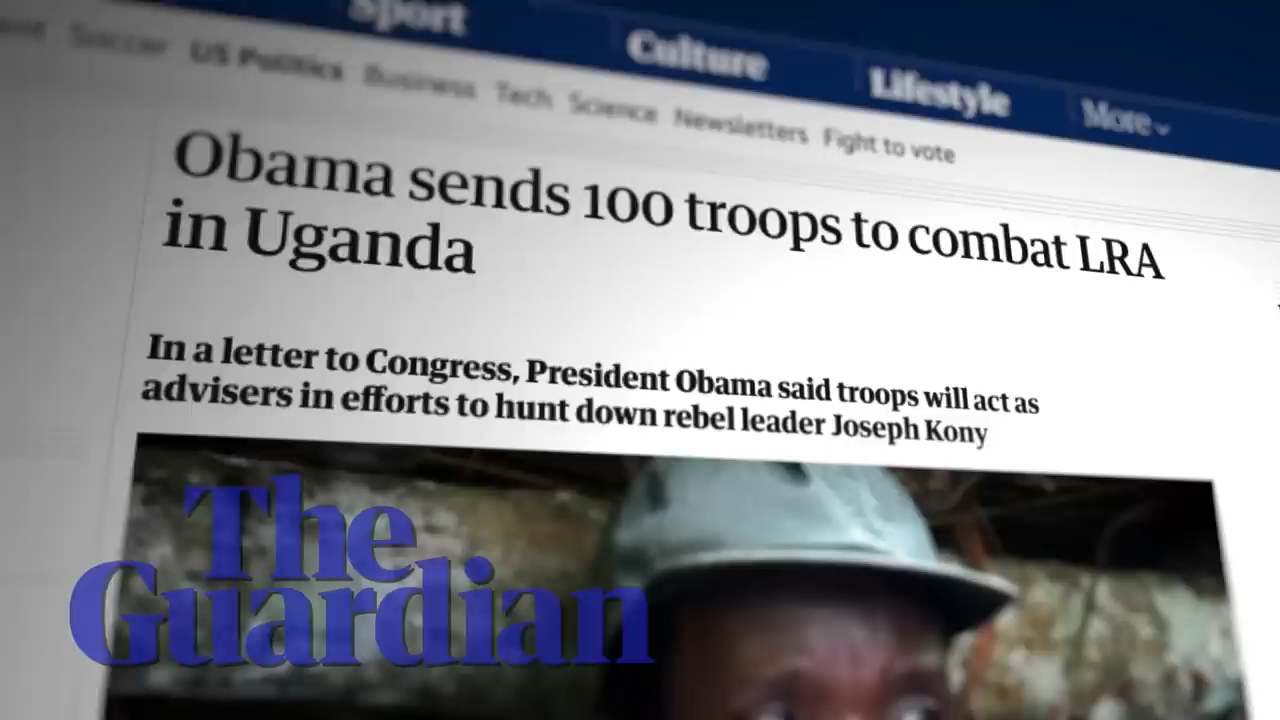 Sport Culture Lifestyle More
Soccer US Politics Business Tech Science Newsletters Fight to vote
Obama sends 100 troops to combat LRA
in Uganda
In a letter to Congress, President Obama said troops will act as
advisers in efforts to hunt down rebel leader Joseph Kony
The
Guardian